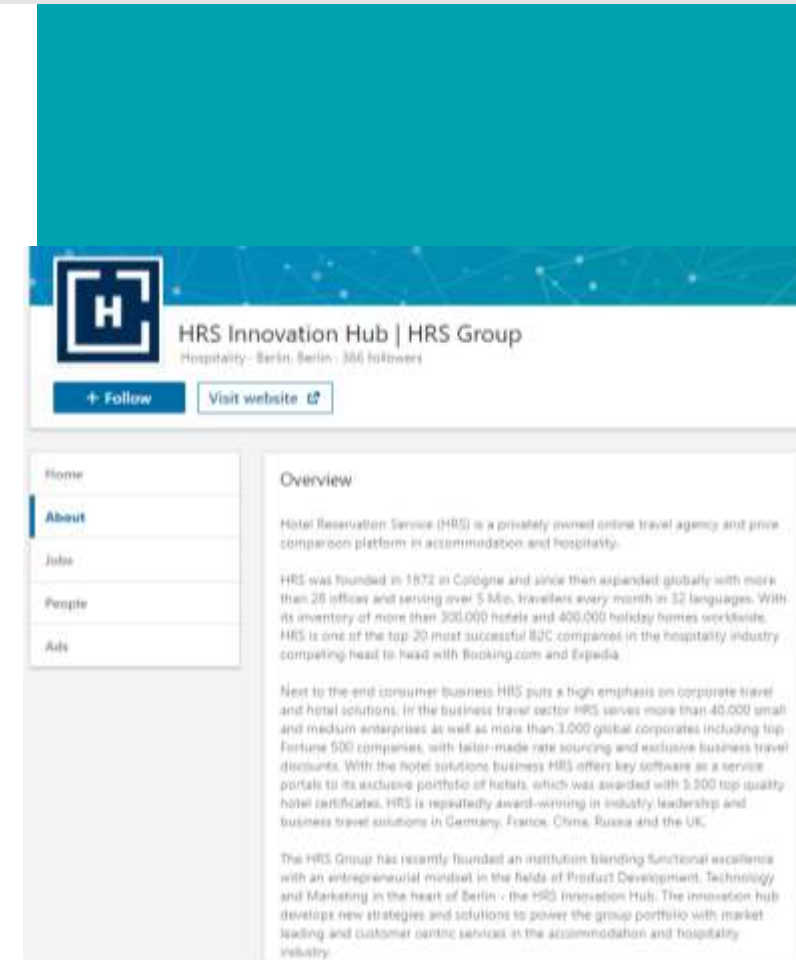 H
HRS Innovation Hub | HRS Group
Hospitality · Berlin, Berlin · 366 followers
+ Follow
Visit website
Home
About
Jobs
People
Ads
Overview
Hotel Reservation Service (HRS) is a privately owned online travel agency and price
comparison platform in accommodation and hospitality.
HRS was founded in 1972 in Cologne and since then expanded globally with more
than 28 offices and serving over 5 Mio. travellers every month in 32 languages. With
its inventory of more than 300.000 hotels and 400.000 holiday homes worldwide,
HRS is one of the top 20 most successful B2C companies in the hospitality industry
competing head to head with Booking.com and Expedia.
Next to the end consumer business HRS puts a high emphasis on corporate travel
and hotel solutions. In the business travel sector HRS serves more than 40.000 small
and medium enterprises as well as more than 3.000 global corporates including top
Fortune 500 companies, with tailor-made rate sourcing and exclusive business travel
discounts. With the hotel solutions business HRS offers key software as a service
portals to its exclusive portfolio of hotels, which was awarded with 5.500 top quality
hotel certificates. HRS is repeatedly award-winning in industry leadership and
business travel solutions in Germany, France, China, Russia and the UK.
The HRS Group has recently founded an institution blending functional excellence
with an entrepreneurial mindset in the fields of Product Development, Technology
and Marketing in the heart of Berlin - the HRS Innovation Hub. The innovation hub
develops new strategies and solutions to power the group portfolio with market
leading and customer centric services in the accommodation and hospitality
industry.